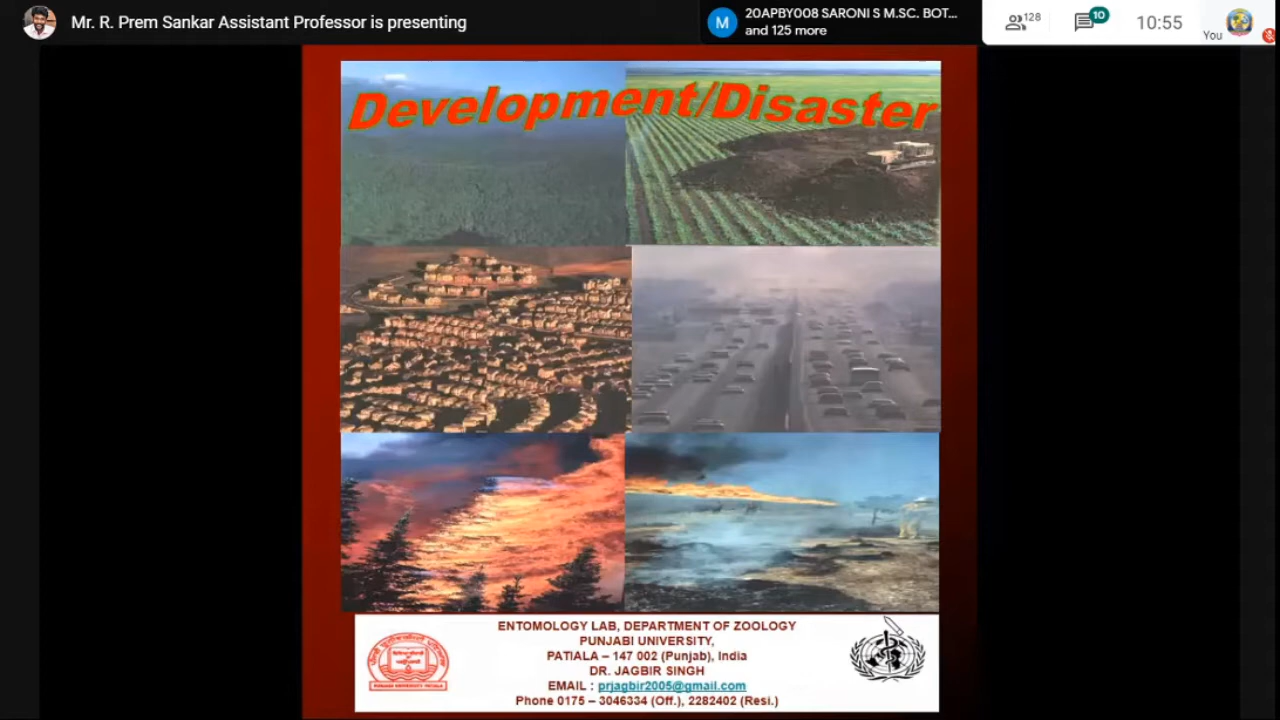 Mr. R. Prem Sankar Assistant Professor is presenting
M
20APBY008 SARONI S M.SC. BOT...
and 125 more
128
10
10:55
You
Development/Disaster
ENTOMOLOGY LAB, DEPARTMENT OF ZOOLOGY
PUNJABI UNIVERSITY,
PATIALA – 147 002 (Punjab), India
DR. JAGBIR SINGH
EMAIL : prjagbir2005@gmail.com
Phone 0175 – 3046334 (Off.), 2282402 (Resi.)